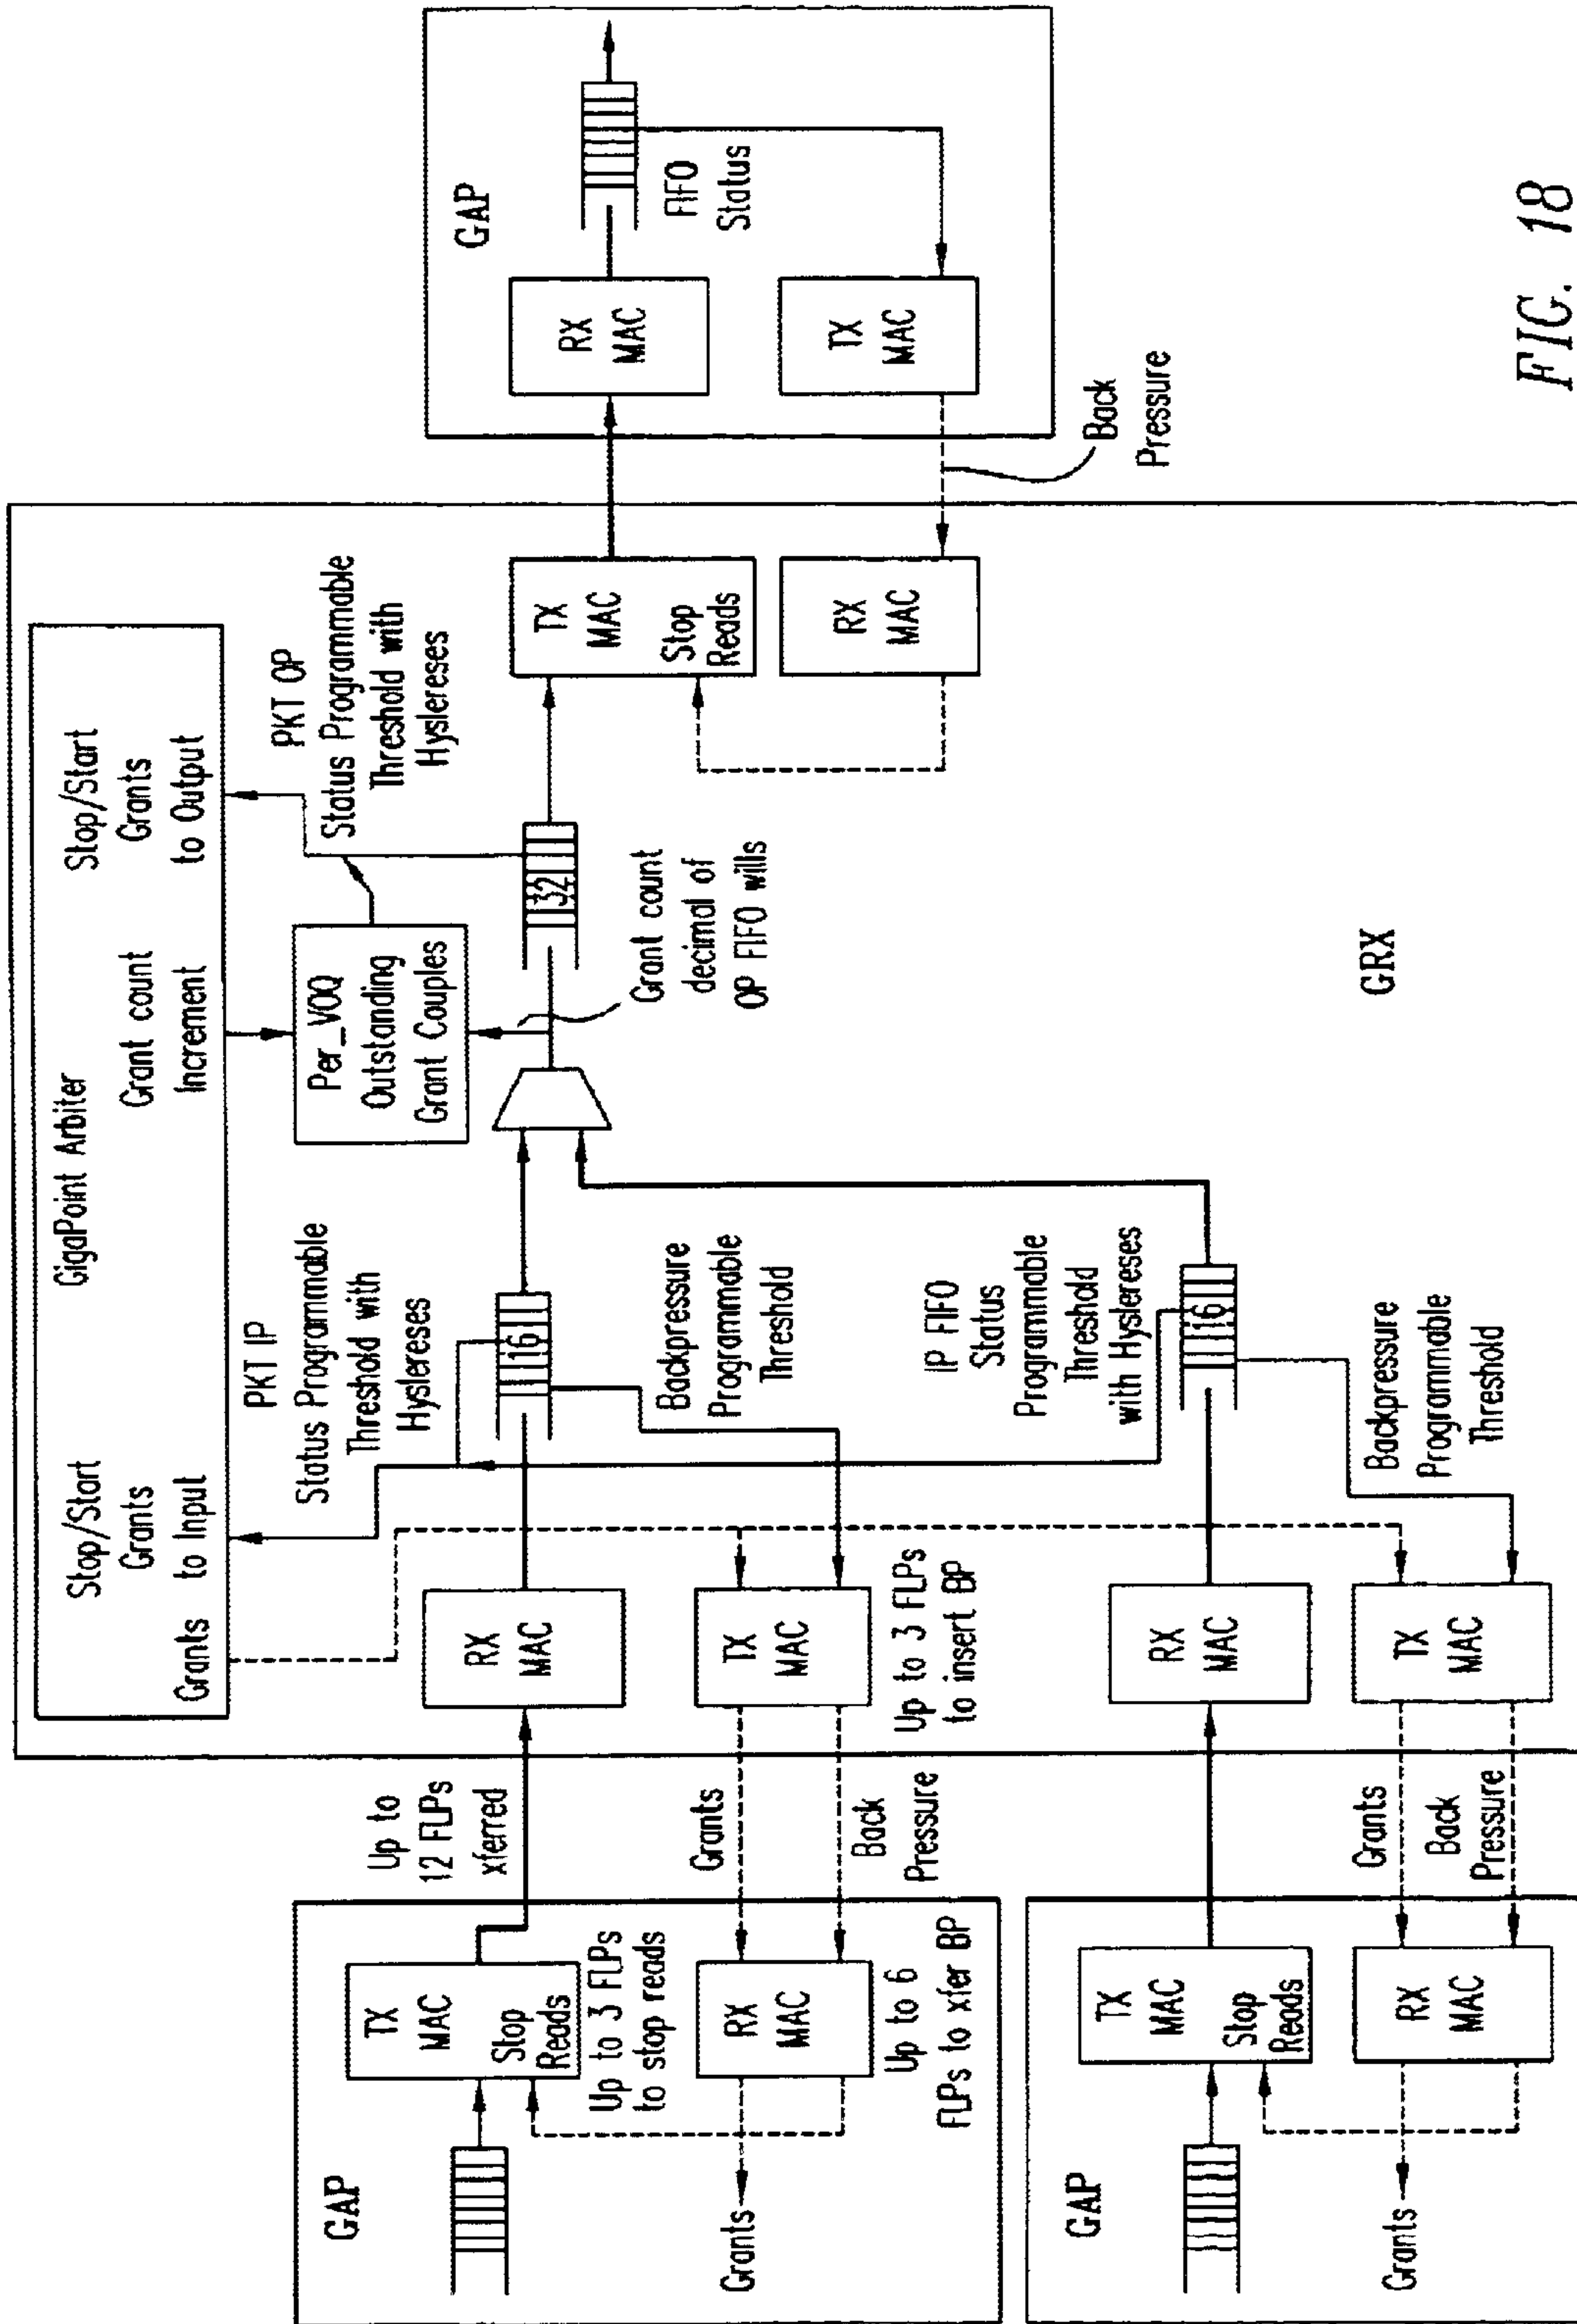 GigaPoint Arbiter
Grants
Stop/Start
Grants
to Input
Grant count
Increment
Stop/Start
Grants
to Output
PKT IP
Status Programmable
Threshold with
Hyslereses
Per_VOQ
Outstanding
Grant Couples
PKT OP
Status Programmable
Threshold with
Hyslereses
GAP
TX
MAC
Stop
Reads
Up to 3 FLPs
to stop reads
RX
MAC
Up to 6
FLPs to xfer BP
Grants
Up to
12 FLPs
xferred
Grants
Back
Pressure
RX
MAC
TX
MAC
Up to 3 FLPs
to insert BP
16
Backpressure
Programmable
Threshold
32
Grant count
decimal of
OP FIFO wills
TX
MAC
Stop
Reads
RX
MAC
GAP
RX
MAC
FIFO
Status
TX
MAC
Back
Pressure
GAP
TX
MAC
Stop
Reads
RX
MAC
Grants
Grants
Back
Pressure
RX
MAC
TX
MAC
IP FIFO
Status
Programmable
Threshold
with Hyslereses
16
Backpressure
Programable
Threshold
GRX
FIG. 18